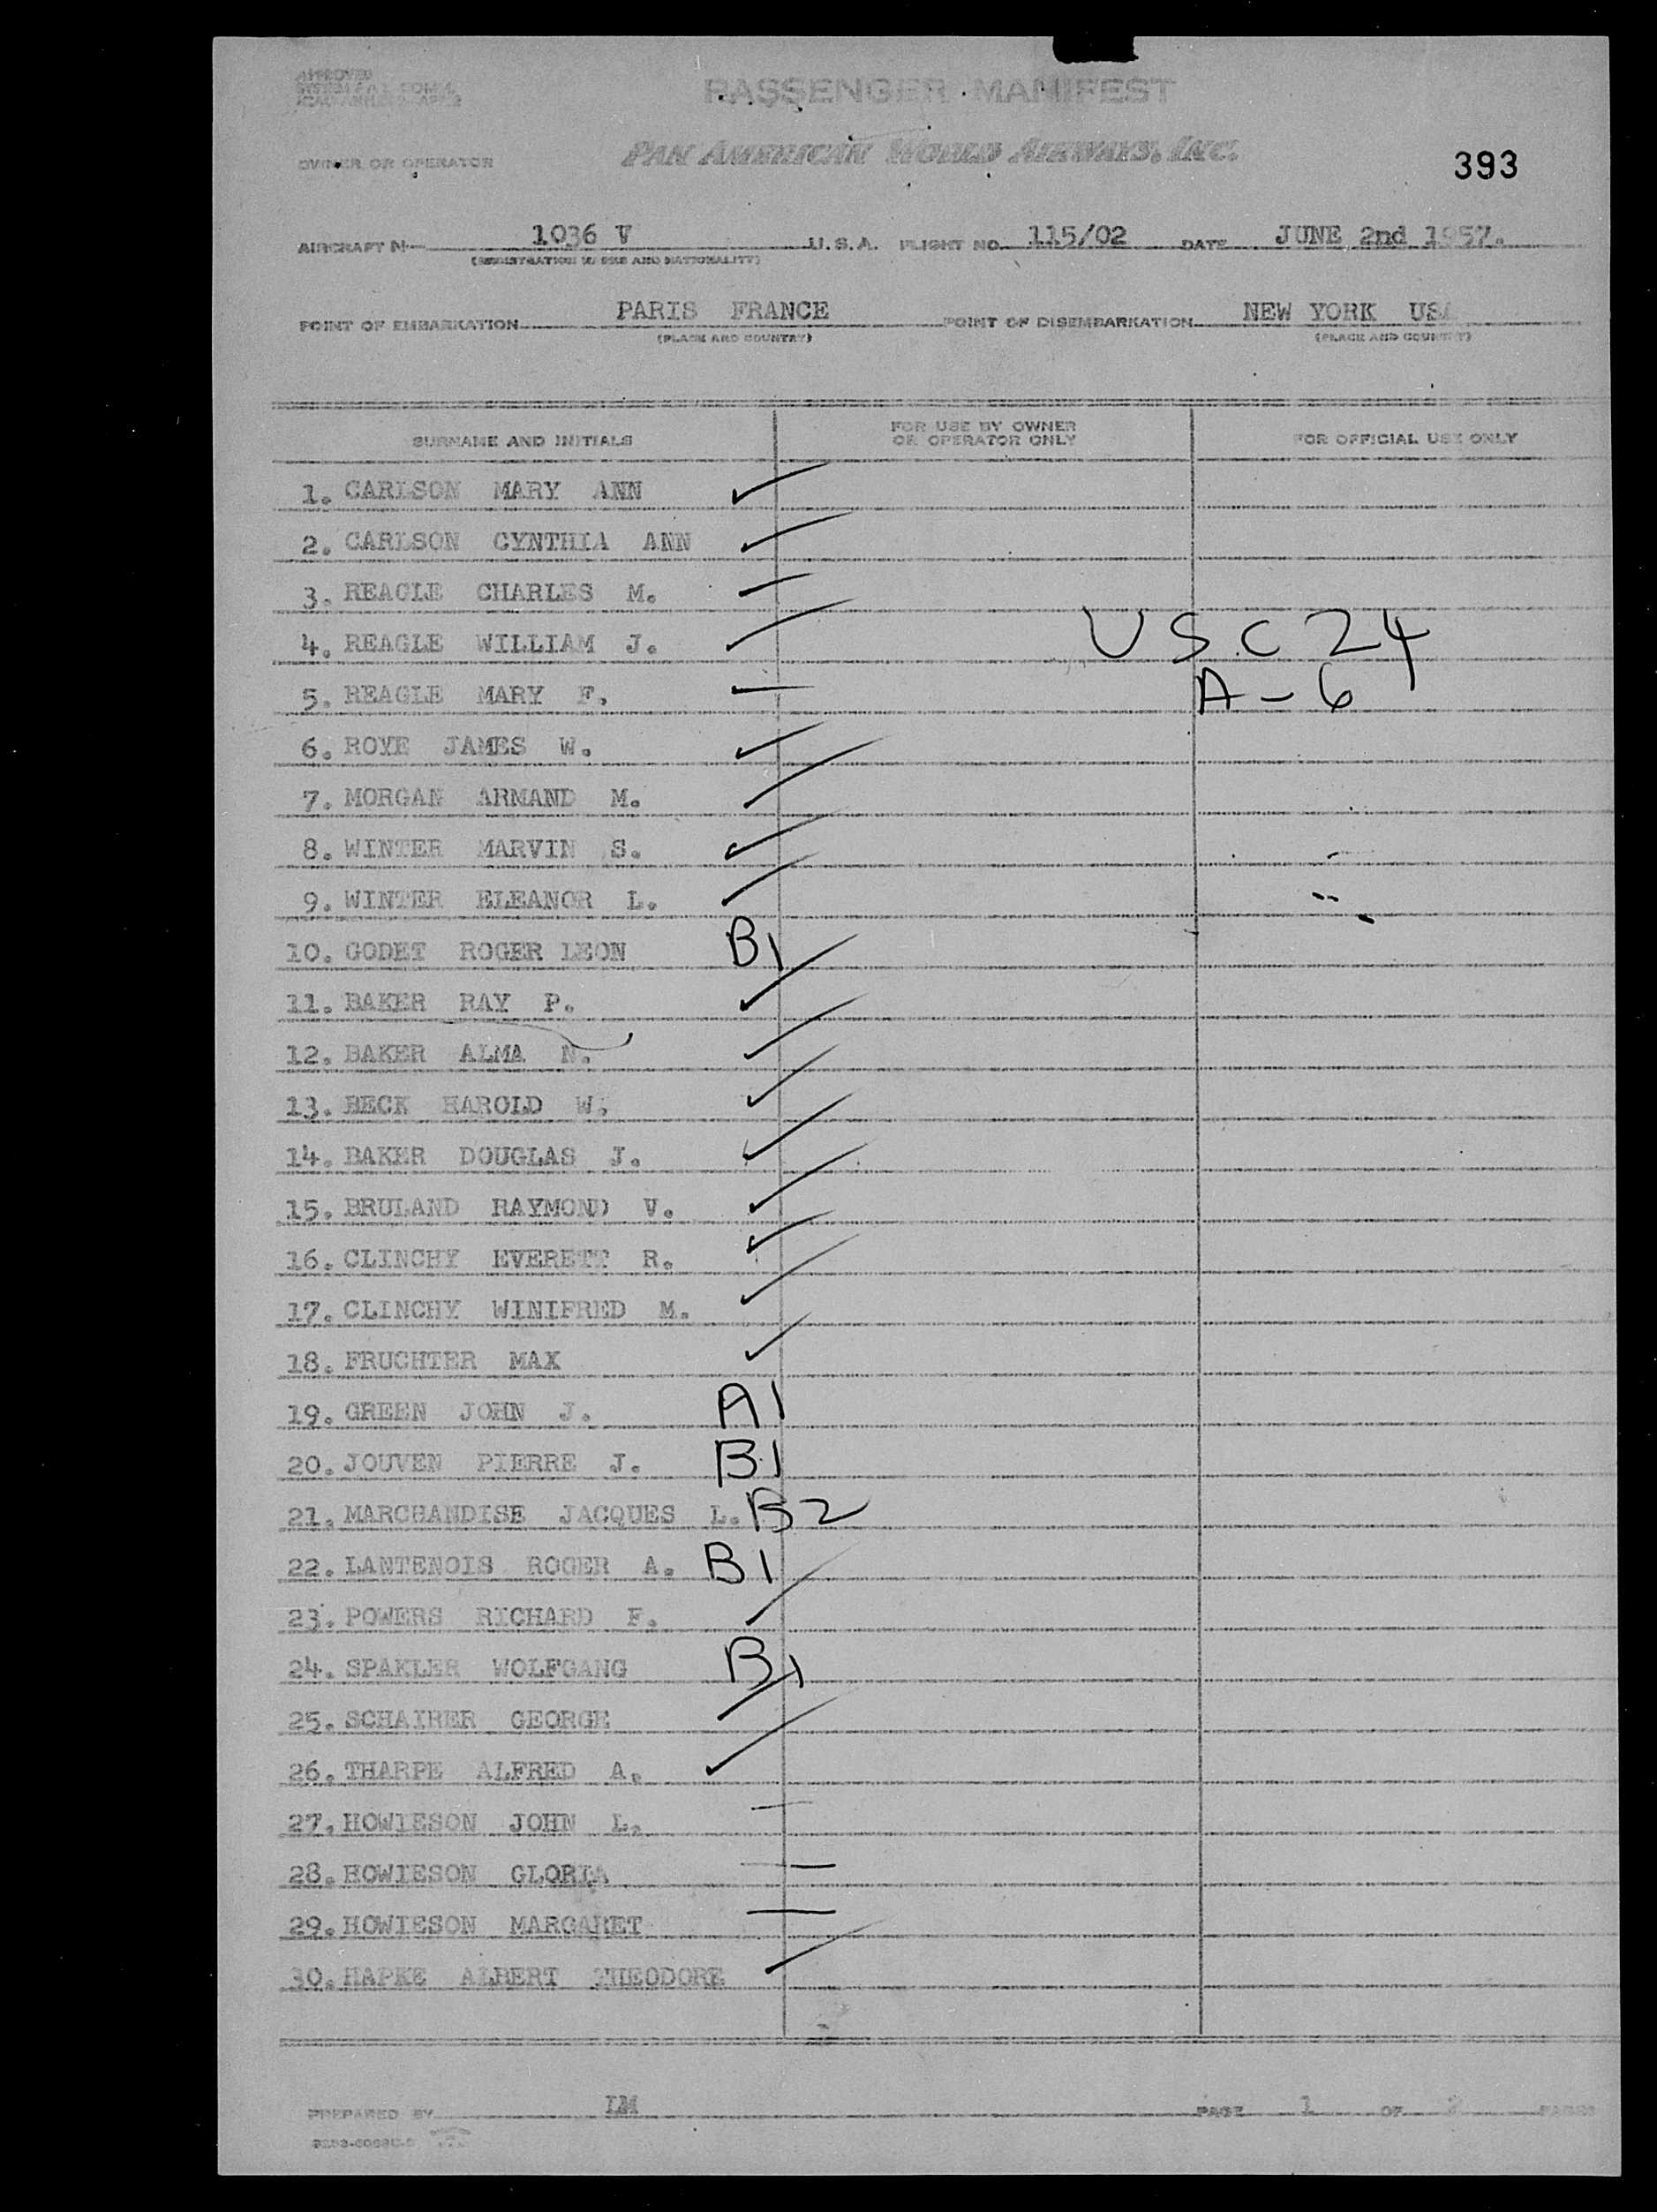 APPROVED
PASSENGER MANIFEST
OWNER OR OPERATOR
PAN AMERICAN WORLD AIRWAYS, INC.
393
AIRCRAFT N— 1036 V U.S.A. FLIGHT NO. 115/02 DATE JUNE 2nd 1957.
(REGISTRATION MARKS AND NATIONALITY)
POINT OF EMBARKATION PARIS FRANCE POINT OF DISEMBARKATION NEW YORK USA
(PLACE AND COUNTRY) (PLACE AND COUNTRY)
SURNAME AND INITIALS FOR USE BY OWNER OR OPERATOR ONLY FOR OFFICIAL USE ONLY
1. CARLSON MARY ANN
2. CARLSON CYNTHIA ANN
3. REAGLE CHARLES M.
4. REAGLE WILLIAM J. USC 24
5. REAGLE MARY F. A-6
6. ROYE JAMES W.
7. MORGAN ARMAND M.
8. WINTER MARVIN S.
9. WINTER ELEANOR L.
10. GODET ROGER LEON B1
11. BAKER RAY P.
12. BAKER ALMA N.
13. BECK HAROLD W.
14. BAKER DOUGLAS J.
15. BRULAND RAYMOND V.
16. CLINCHY EVERETT R.
17. CLINCHY WINIFRED M.
18. FRUCHTER MAX
19. GREEN JOHN J. A1
20. JOUVEN PIERRE J. B1
21. MARCHANDISE JACQUES L. B2
22. LANTENOIS ROGER A. B1
23. POWERS RICHARD F.
24. SPAKLER WOLFGANG B1
25. SCHAIRER GEORGE
26. THARPE ALFRED A.
27. HOWIESON JOHN L.
28. HOWIESON GLORIA
29. HOWIESON MARGARET
30. HAPKE ALBERT THEODORE
PREPARED BY LM PAGE 1 OF 2 PAGES